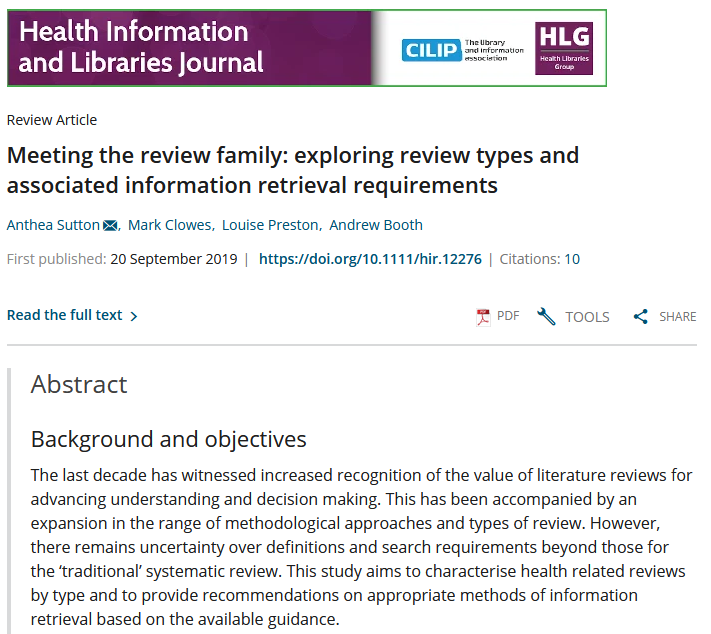 Health Information
and Libraries Journal
CILIP
The library
and information
association
HLG
Health Libraries
Group
Review Article
Meeting the review family: exploring review types and
associated information retrieval requirements
Anthea Sutton, Mark Clowes, Louise Preston, Andrew Booth
First published: 20 September 2019 | https://doi.org/10.1111/hir.12276 | Citations: 10
Read the full text >
PDF TOOLS SHARE
Abstract
Background and objectives
The last decade has witnessed increased recognition of the value of literature reviews for
advancing understanding and decision making. This has been accompanied by an
expansion in the range of methodological approaches and types of review. However,
there remains uncertainty over definitions and search requirements beyond those for
the ‘traditional’ systematic review. This study aims to characterise health related reviews
by type and to provide recommendations on appropriate methods of information
retrieval based on the available guidance.